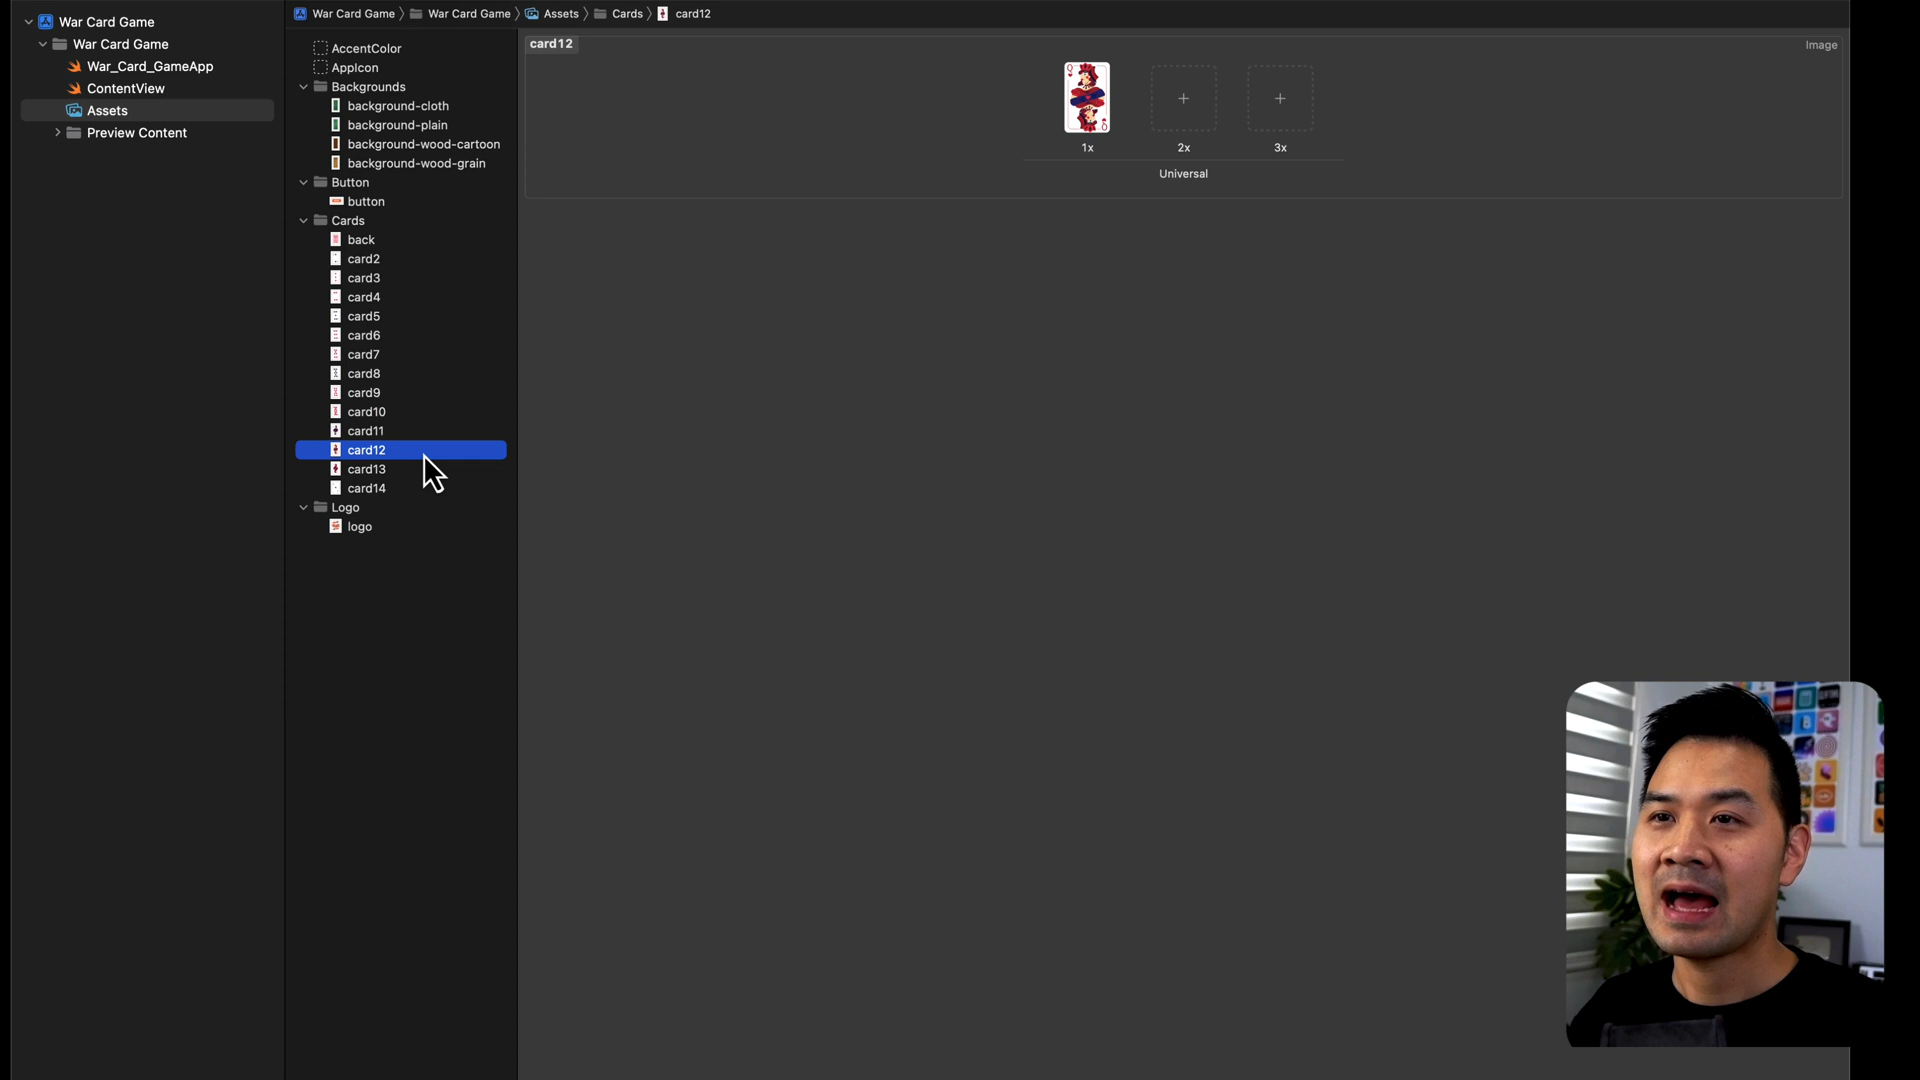 War Card Game
War Card Game
War_Card_GameApp
ContentView
Assets
Preview Content
War Card Game
War Card Game
Assets
Cards
card12
AccentColor
AppIcon
Backgrounds
background-cloth
background-plain
background-wood-cartoon
background-wood-grain
Button
button
Cards
back
card2
card3
card4
card5
card6
card7
card8
card9
card10
card11
card12
card13
card14
Logo
logo
card12
Image
Q
Q
1x
2x
3x
Universal